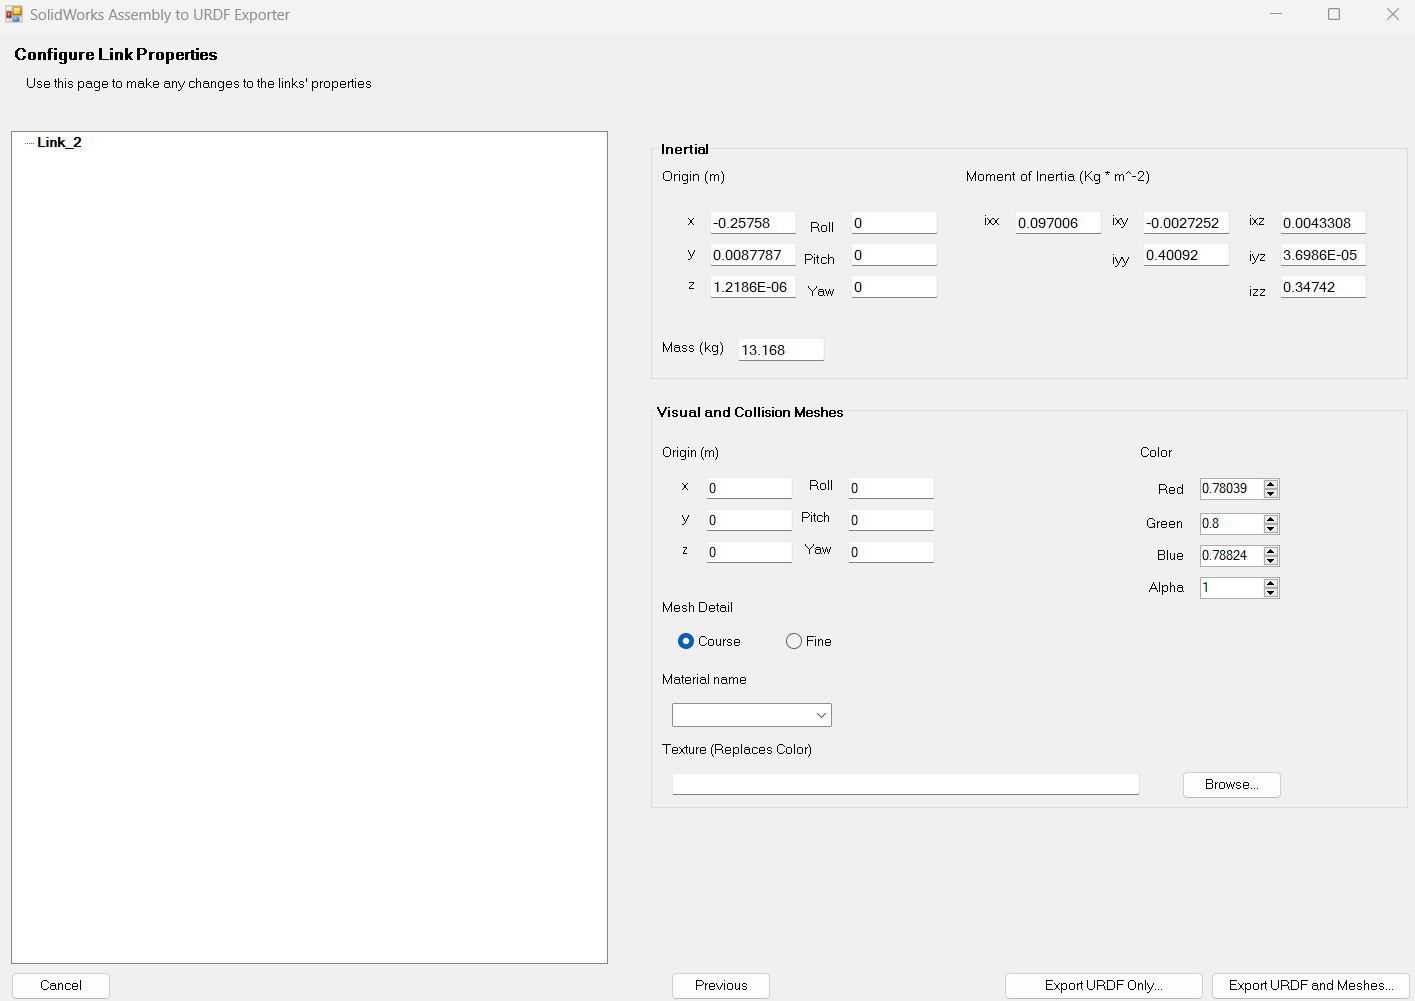 SolidWorks Assembly to URDF Exporter
Configure Link Properties
Use this page to make any changes to the links' properties
Link_2
Inertial
Origin (m)
Moment of Inertia (Kg * m^-2)
x -0.25758 Roll 0 ixx 0.097006 ixy -0.0027252 ixz 0.0043308
y 0.0087787 Pitch 0 iyy 0.40092 iyz 3.6986E-05
z 1.2186E-06 Yaw 0 izz 0.34742
Mass (kg) 13.168
Visual and Collision Meshes
Origin (m)
Color
x 0 Roll 0 Red 0.78039
y 0 Pitch 0 Green 0.8
z 0 Yaw 0 Blue 0.78824
Alpha 1
Mesh Detail
Course Fine
Material name
Texture (Replaces Color)
Browse...
Cancel Previous Export URDF Only... Export URDF and Meshes...